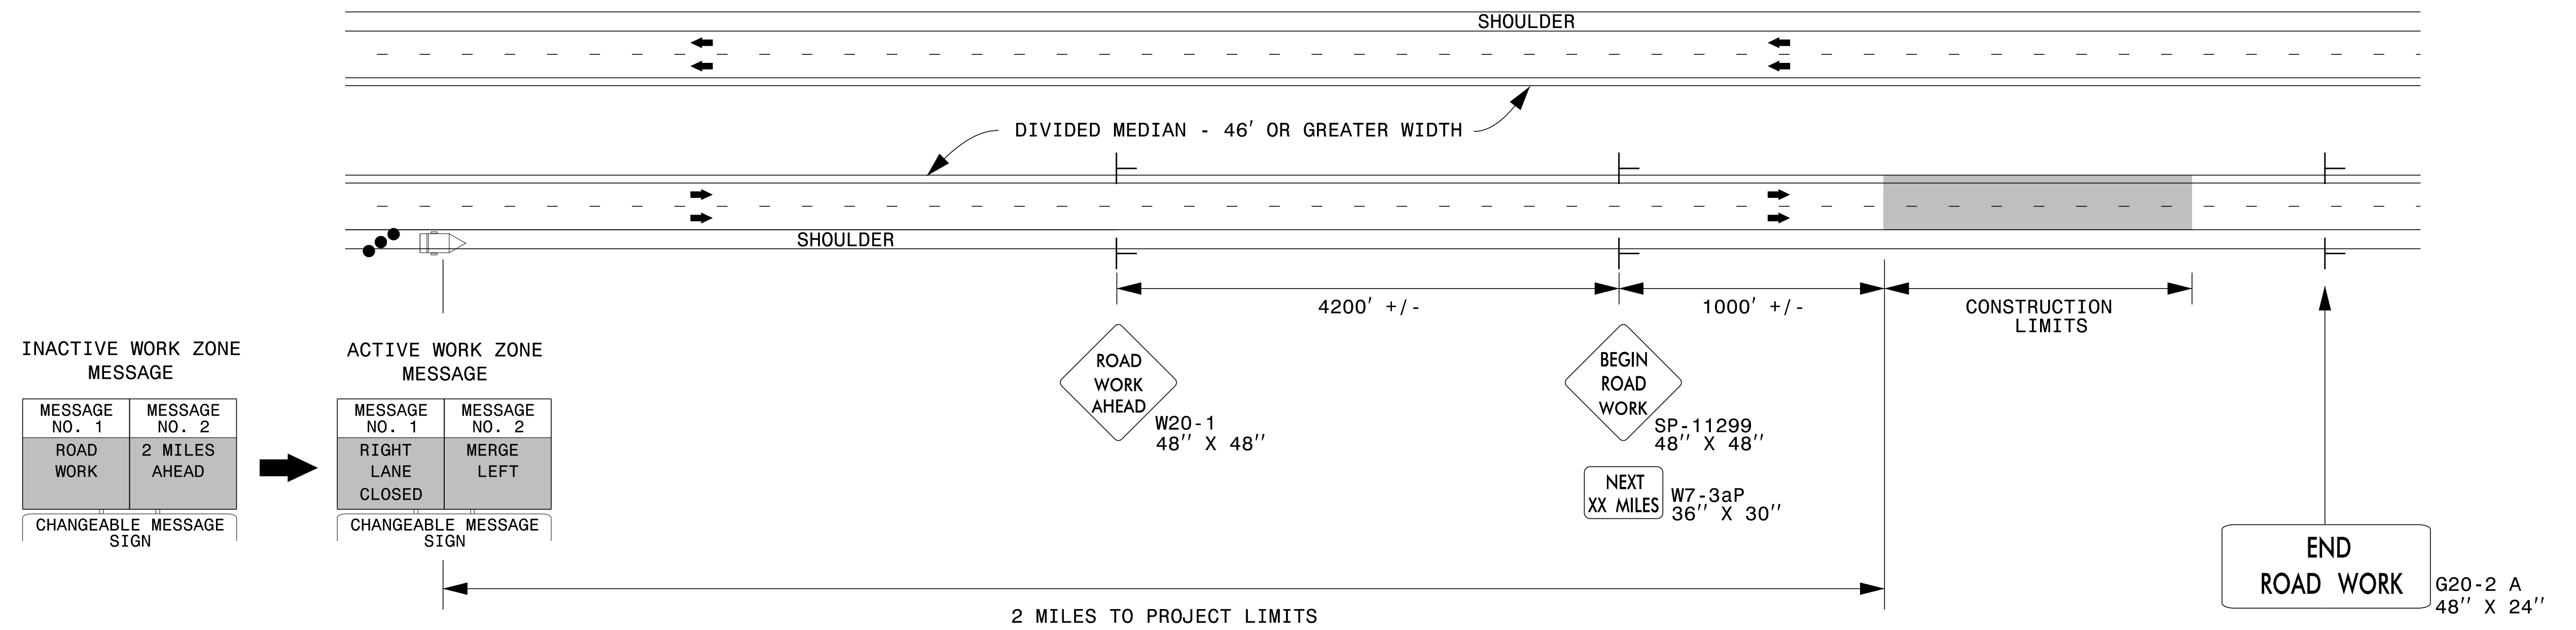 SHOULDER
DIVIDED MEDIAN - 46' OR GREATER WIDTH
SHOULDER
4200' +/-
1000' +/-
CONSTRUCTION
LIMITS
INACTIVE WORK ZONE
MESSAGE
MESSAGE
NO. 1
MESSAGE
NO. 2
ROAD
WORK
2 MILES
AHEAD
CHANGEABLE MESSAGE
SIGN
ACTIVE WORK ZONE
MESSAGE
MESSAGE
NO. 1
MESSAGE
NO. 2
RIGHT
LANE
CLOSED
MERGE
LEFT
CHANGEABLE MESSAGE
SIGN
ROAD
WORK
AHEAD
W20-1
48'' X 48''
BEGIN
ROAD
WORK
SP-11299
48'' X 48''
NEXT
XX MILES
W7-3aP
36'' X 30''
END
ROAD WORK
G20-2 A
48'' X 24''
2 MILES TO PROJECT LIMITS